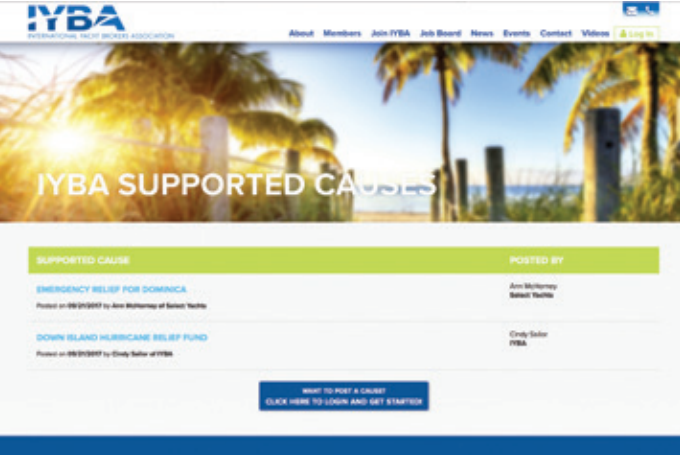 IYBA
INTERNATIONAL YACHT BROKERS ASSOCIATION
About Members Join IYBA Job Board News Events Contact Videos Log In
IYBA SUPPORTED CAUSES
SUPPORTED CAUSE POSTED BY
EMERGENCY RELIEF FOR DOMINICA Ann McHorney
Posted on 09/21/2017 by Ann McHorney of Select Yachts Select Yachts
DOWN ISLAND HURRICANE RELIEF FUND Cindy Sailor
Posted on 09/21/2017 by Cindy Sailor of IYBA IYBA
WANT TO POST A CAUSE?
CLICK HERE TO LOGIN AND GET STARTED!